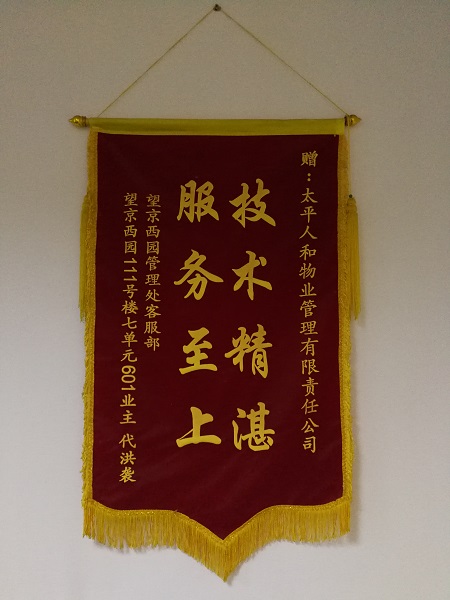 赠：太平人和物业管理有限责任公司
技术精湛
服务至上
望京西园管理处客服部
望京西园111号楼七单元601业主 代洪袭